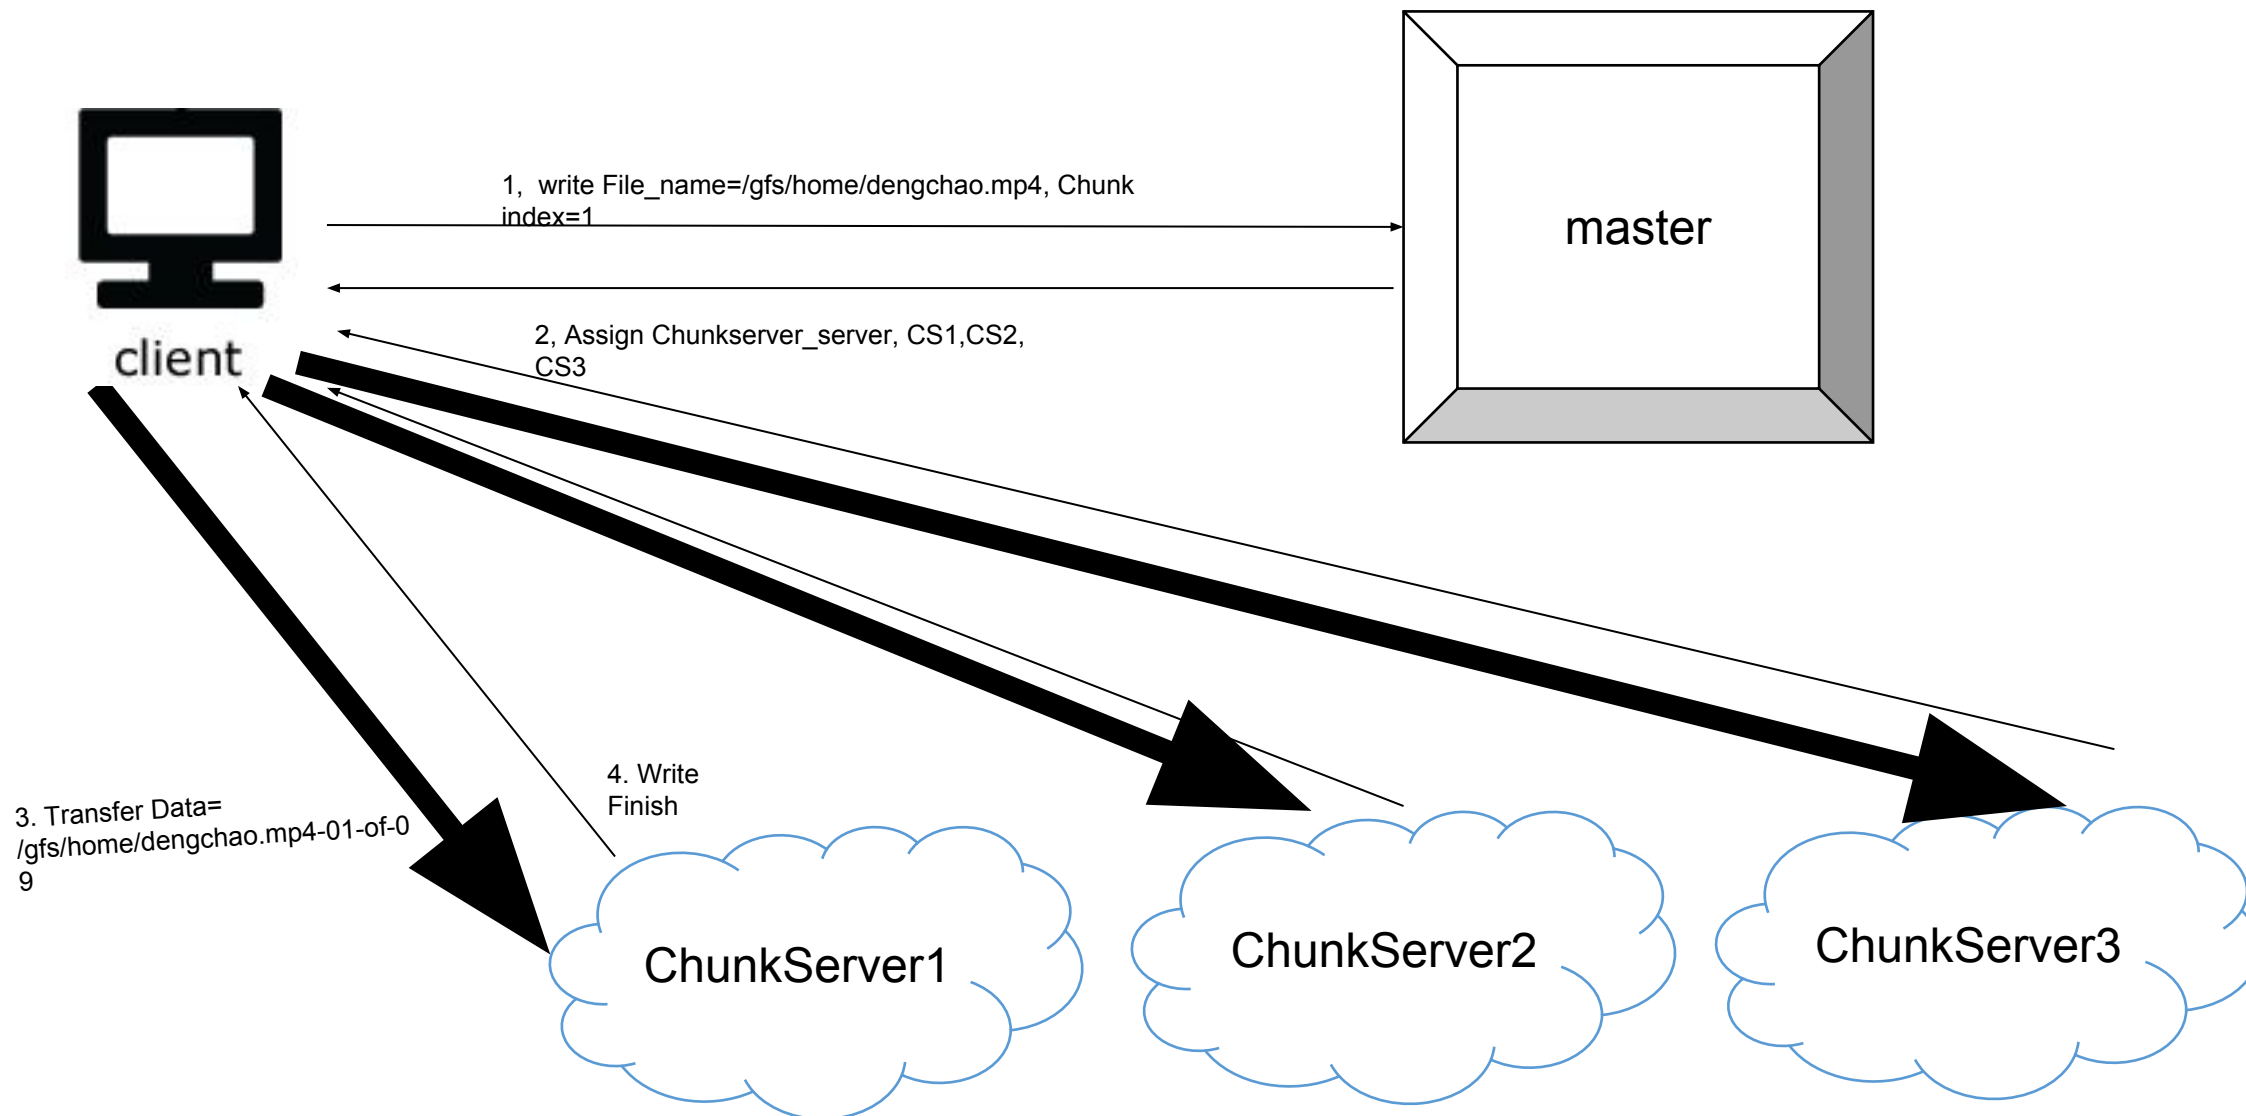 1,  write File_name=/gfs/home/dengchao.mp4, Chunk
index=1
master
client
2, Assign Chunkserver_server, CS1,CS2,
CS3
3. Transfer Data=
/gfs/home/dengchao.mp4-01-of-0
9
4. Write
Finish
ChunkServer1
ChunkServer2
ChunkServer3